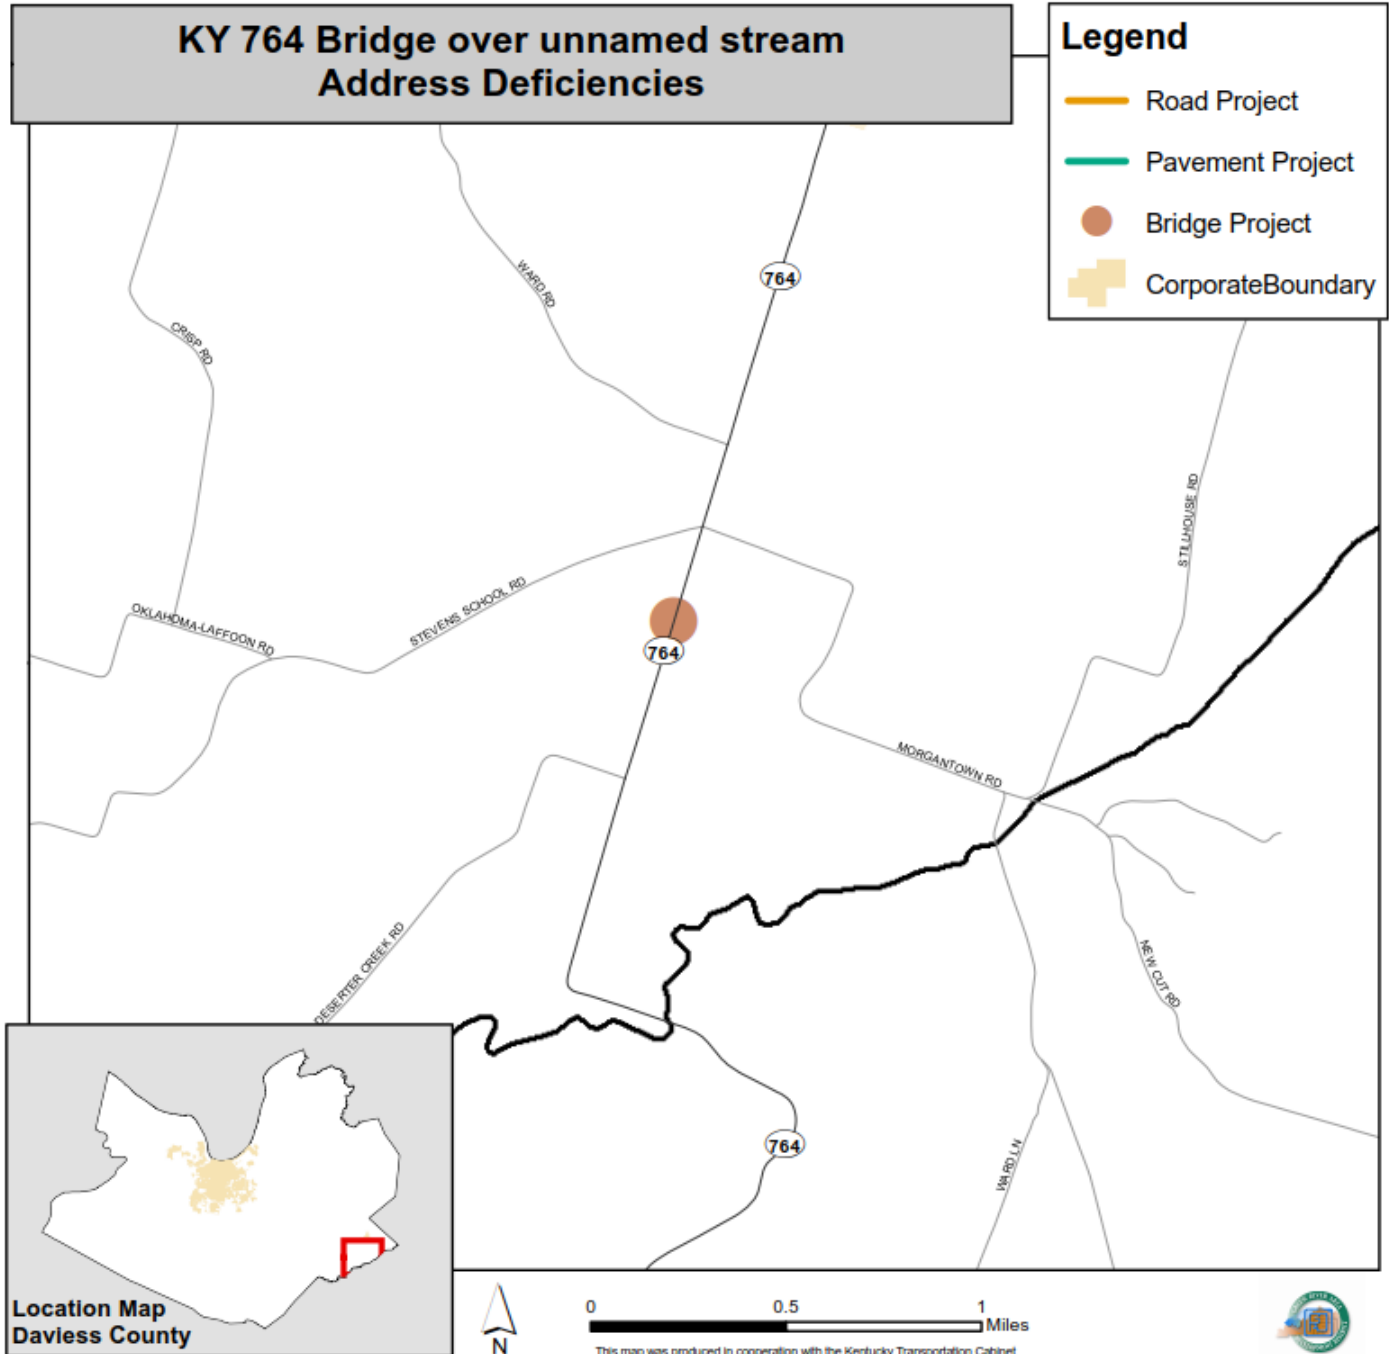 KY 764 Bridge over unnamed stream
Address Deficiencies
Legend
Road Project
Pavement Project
Bridge Project
CorporateBoundary
764
WARD RD
CRISP RD
STILLHOUSE RD
OKLAHOMA-LAFFOON RD
STEVENS SCHOOL RD
764
MORGANTOWN RD
DESERTER CREEK RD
NEW CUT RD
764
WARD LN
Location Map
Daviess County
N
0 0.5 1
Miles
This map was produced in cooperation with the Kentucky Transportation Cabinet